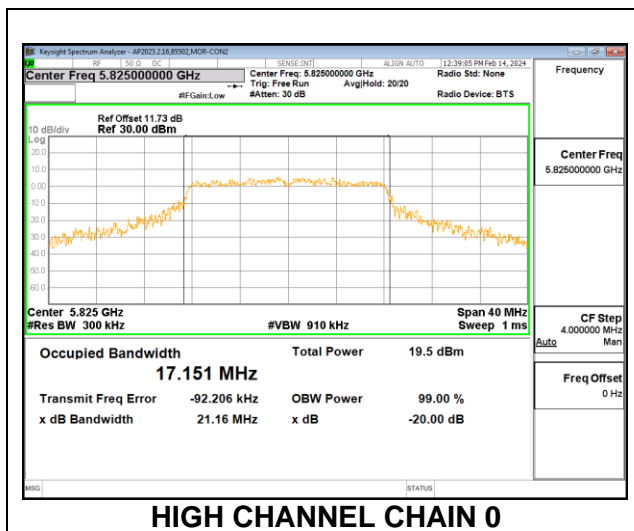 Keysight Spectrum Analyzer - AP2023.2.16,85502,MOR-CON2
RF 50 Ω DC SENSE:INT ALIGN AUTO 12:39:05 PM Feb 14, 2024
Center Freq 5.825000000 GHz
Center Freq: 5.825000000 GHz
Radio Std: None
Trig: Free Run Avg|Hold: 20/20
#IFGain:Low #Atten: 30 dB Radio Device: BTS
Frequency
Ref Offset 11.73 dB
10 dB/div Ref 30.00 dBm
Log
20.0
10.0
0.00
-10.0
-20.0
-30.0
-40.0
-50.0
-60.0
Center Freq
5.825000000 GHz
Center 5.825 GHz Span 40 MHz
#Res BW 300 kHz #VBW 910 kHz Sweep 1 ms
CF Step
4.000000 MHz
Auto Man
Occupied Bandwidth Total Power 19.5 dBm
17.151 MHz
Transmit Freq Error -92.206 kHz OBW Power 99.00 %
x dB Bandwidth 21.16 MHz x dB -20.00 dB
Freq Offset
0 Hz
MSG STATUS
HIGH CHANNEL CHAIN 0